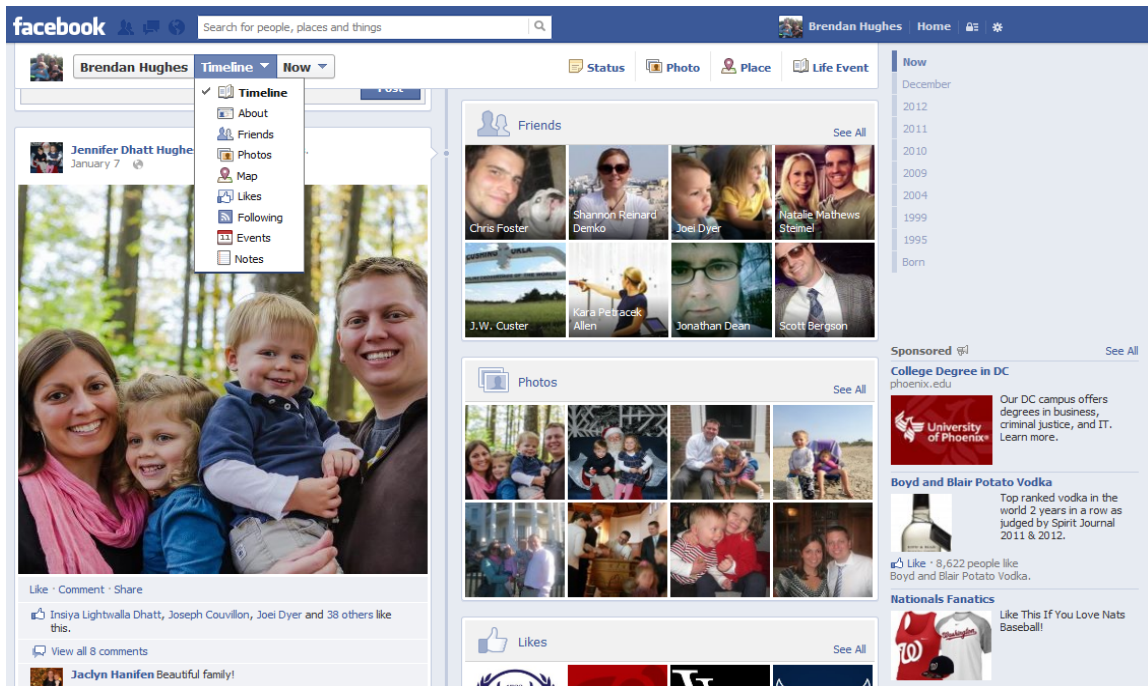 facebook
Search for people, places and things
Brendan Hughes
Home
Brendan Hughes
Timeline
Now
Status
Photo
Place
Life Event
Timeline
About
Friends
Photos
Map
Likes
Following
11 Events
Notes
Post
Jennifer Dhatt Hughe
January 7
Like · Comment · Share
Insiya Lightwalla Dhatt, Joseph Couvillon, Joei Dyer and 38 others like
this.
View all 8 comments
Jaclyn Hanifen Beautiful family!
Friends
See All
Chris Foster
Shannon Reinard
Demko
Joei Dyer
Natalie Mathews
Steimel
CUSHING OKLA
J.W. Custer
Kara Petracek
Allen
Jonathan Dean
Scott Bergson
Photos
See All
Likes
See All
Now
December
2012
2011
2010
2009
2004
1999
1995
Born
Sponsored
See All
College Degree in DC
phoenix.edu
University
of Phoenix
Our DC campus offers
degrees in business,
criminal justice, and IT.
Learn more.
Boyd and Blair Potato Vodka
Top ranked vodka in the
world 2 years in a row as
judged by Spirit Journal
2011 & 2012.
Like · 8,622 people like
Boyd and Blair Potato Vodka.
Nationals Fanatics
Washington
W
Like This If You Love Nats
Baseball!